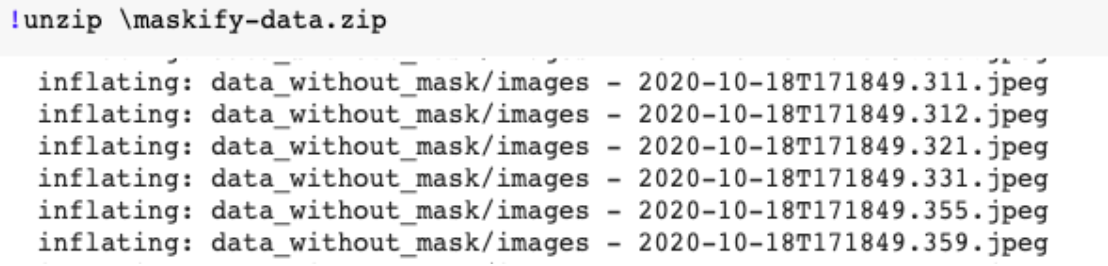 !unzip \maskify-data.zip
inflating: data_without_mask/images - 2020-10-18T171849.311.jpeg
inflating: data_without_mask/images - 2020-10-18T171849.312.jpeg
inflating: data_without_mask/images - 2020-10-18T171849.321.jpeg
inflating: data_without_mask/images - 2020-10-18T171849.331.jpeg
inflating: data_without_mask/images - 2020-10-18T171849.355.jpeg
inflating: data_without_mask/images - 2020-10-18T171849.359.jpeg